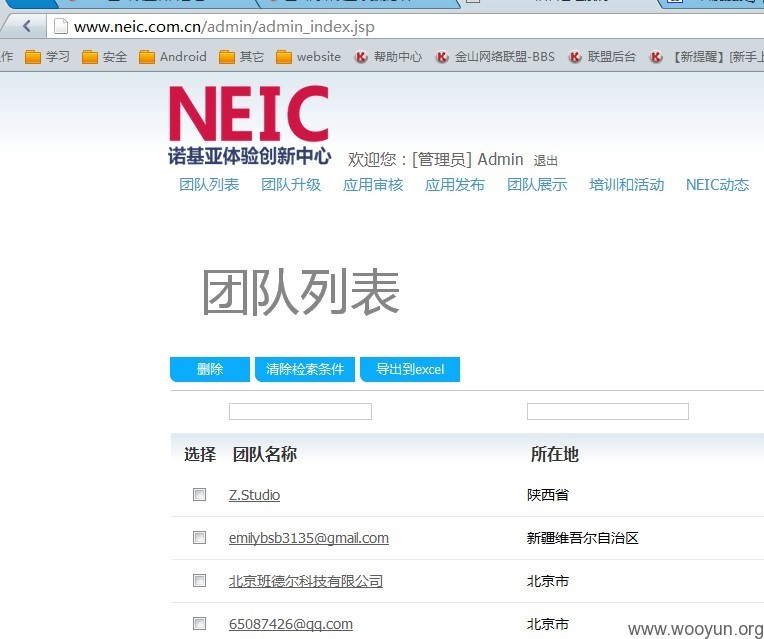 www.neic.com.cn/admin/admin_index.jsp
作 学习 安全 Android 其它 website 帮助中心 金山网络联盟-BBS 联盟后台 【新提醒】[新手上
NEIC
诺基亚体验创新中心 欢迎您：[管理员] Admin 退出
团队列表 团队升级 应用审核 应用发布 团队展示 培训和活动 NEIC动态
团队列表
删除 清除检索条件 导出到excel
选择 团队名称 所在地
Z.Studio 陕西省
emilybsb3135@gmail.com 新疆维吾尔自治区
北京班德尔科技有限公司 北京市
65087426@qq.com 北京市
www.wooyun.org